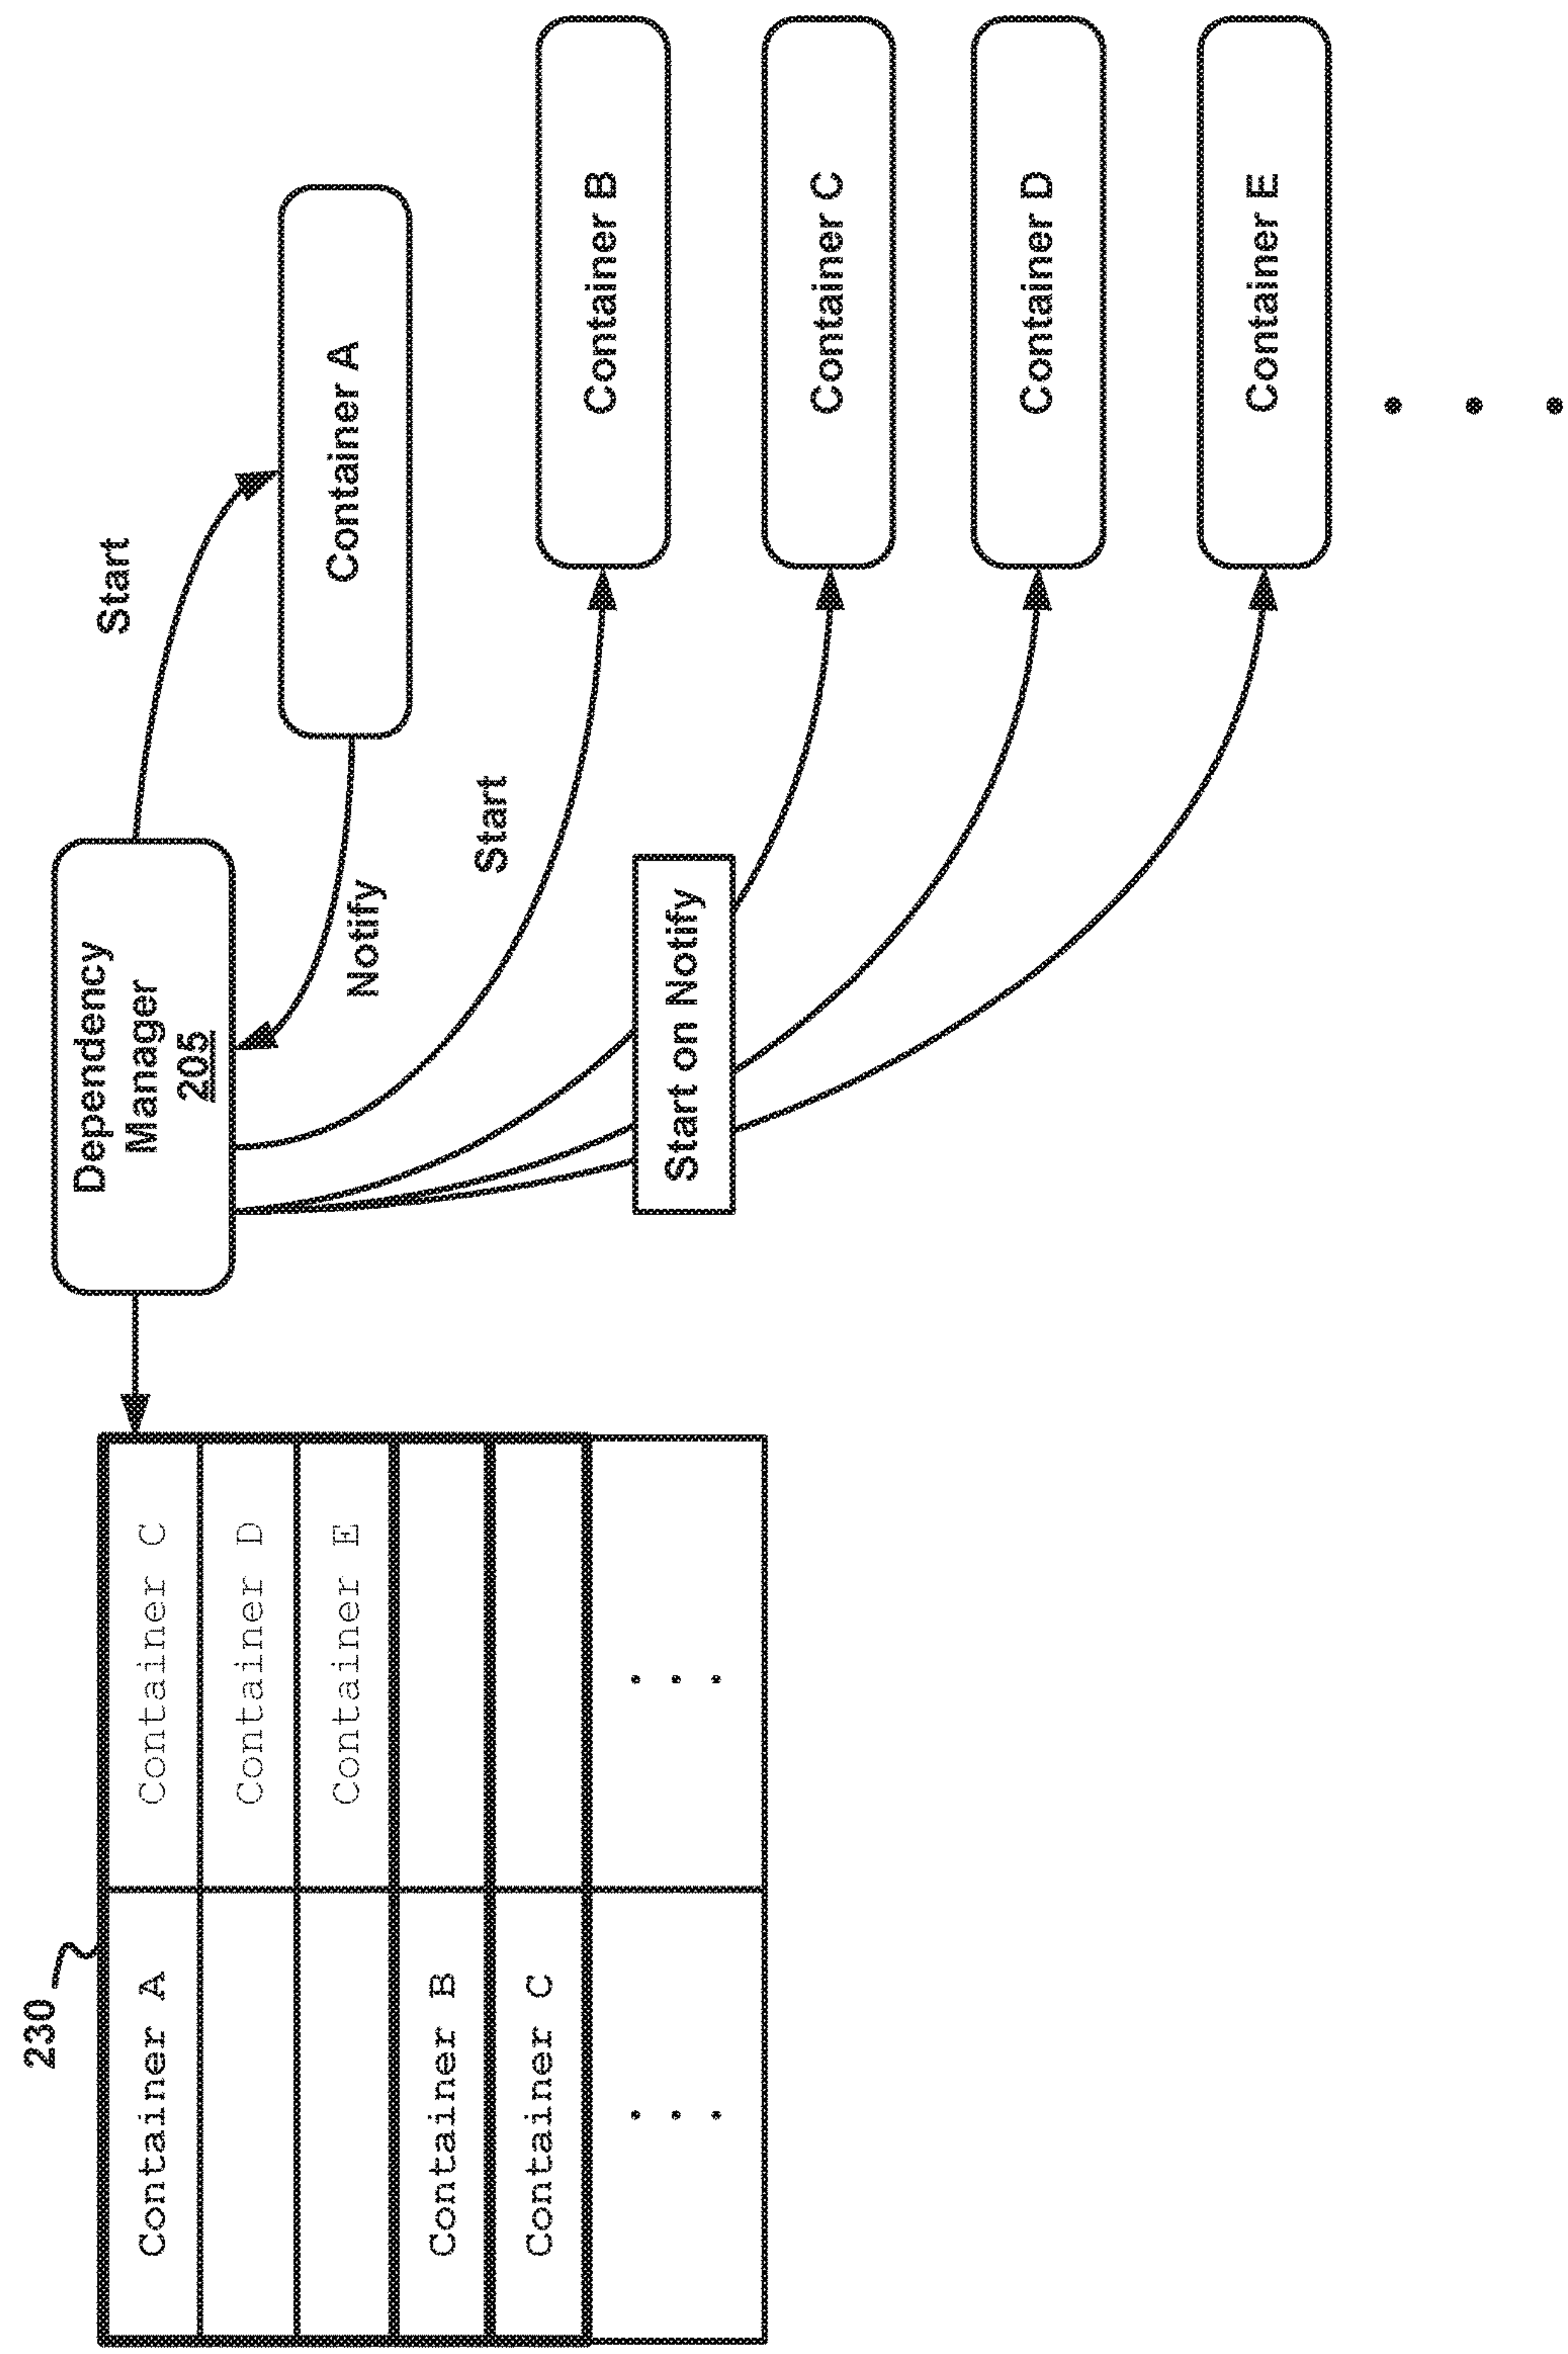 230
Container A
Container C
Container D
Container E
Container B
Container C
. . .
. . .
Dependency
Manager
205
Start
Notify
Container A
Start
Start on Notify
Container B
Container C
Container D
Container E